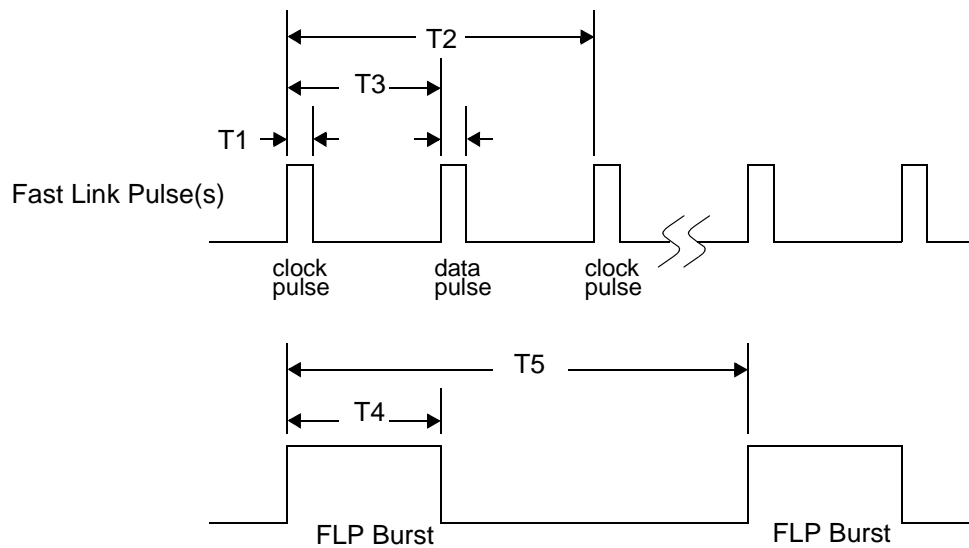 T2
T3
T1
Fast Link Pulse(s)
clock
pulse
data
pulse
clock
pulse
T5
T4
FLP Burst
FLP Burst